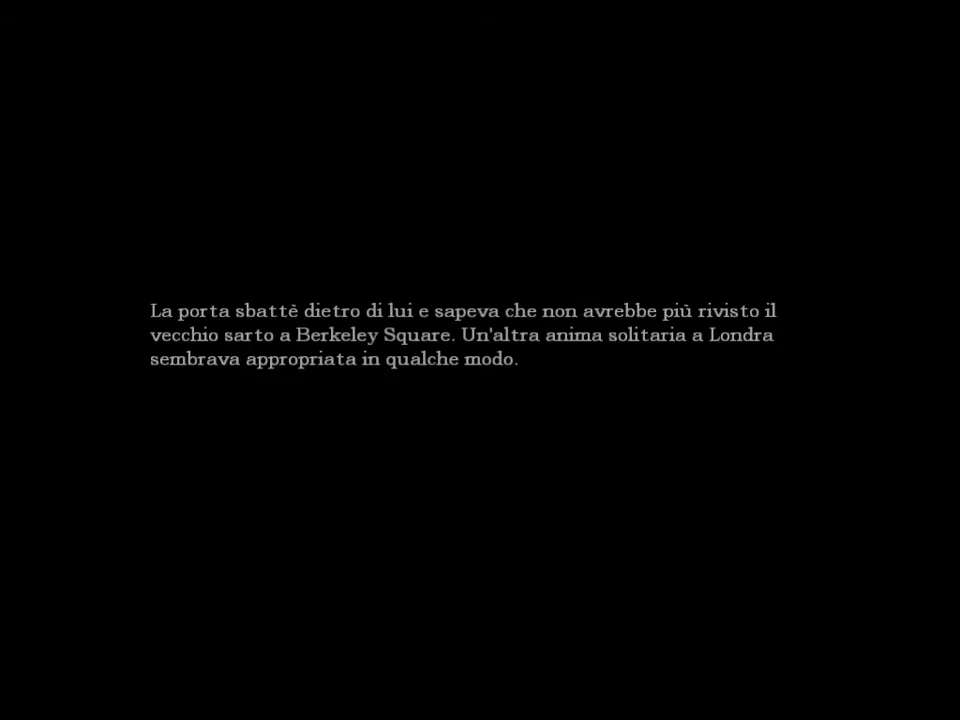 La porta sbattè dietro di lui e sapeva che non avrebbe più rivisto il
vecchio sarto a Berkeley Square. Un'altra anima solitaria a Londra
sembrava appropriata in qualche modo.